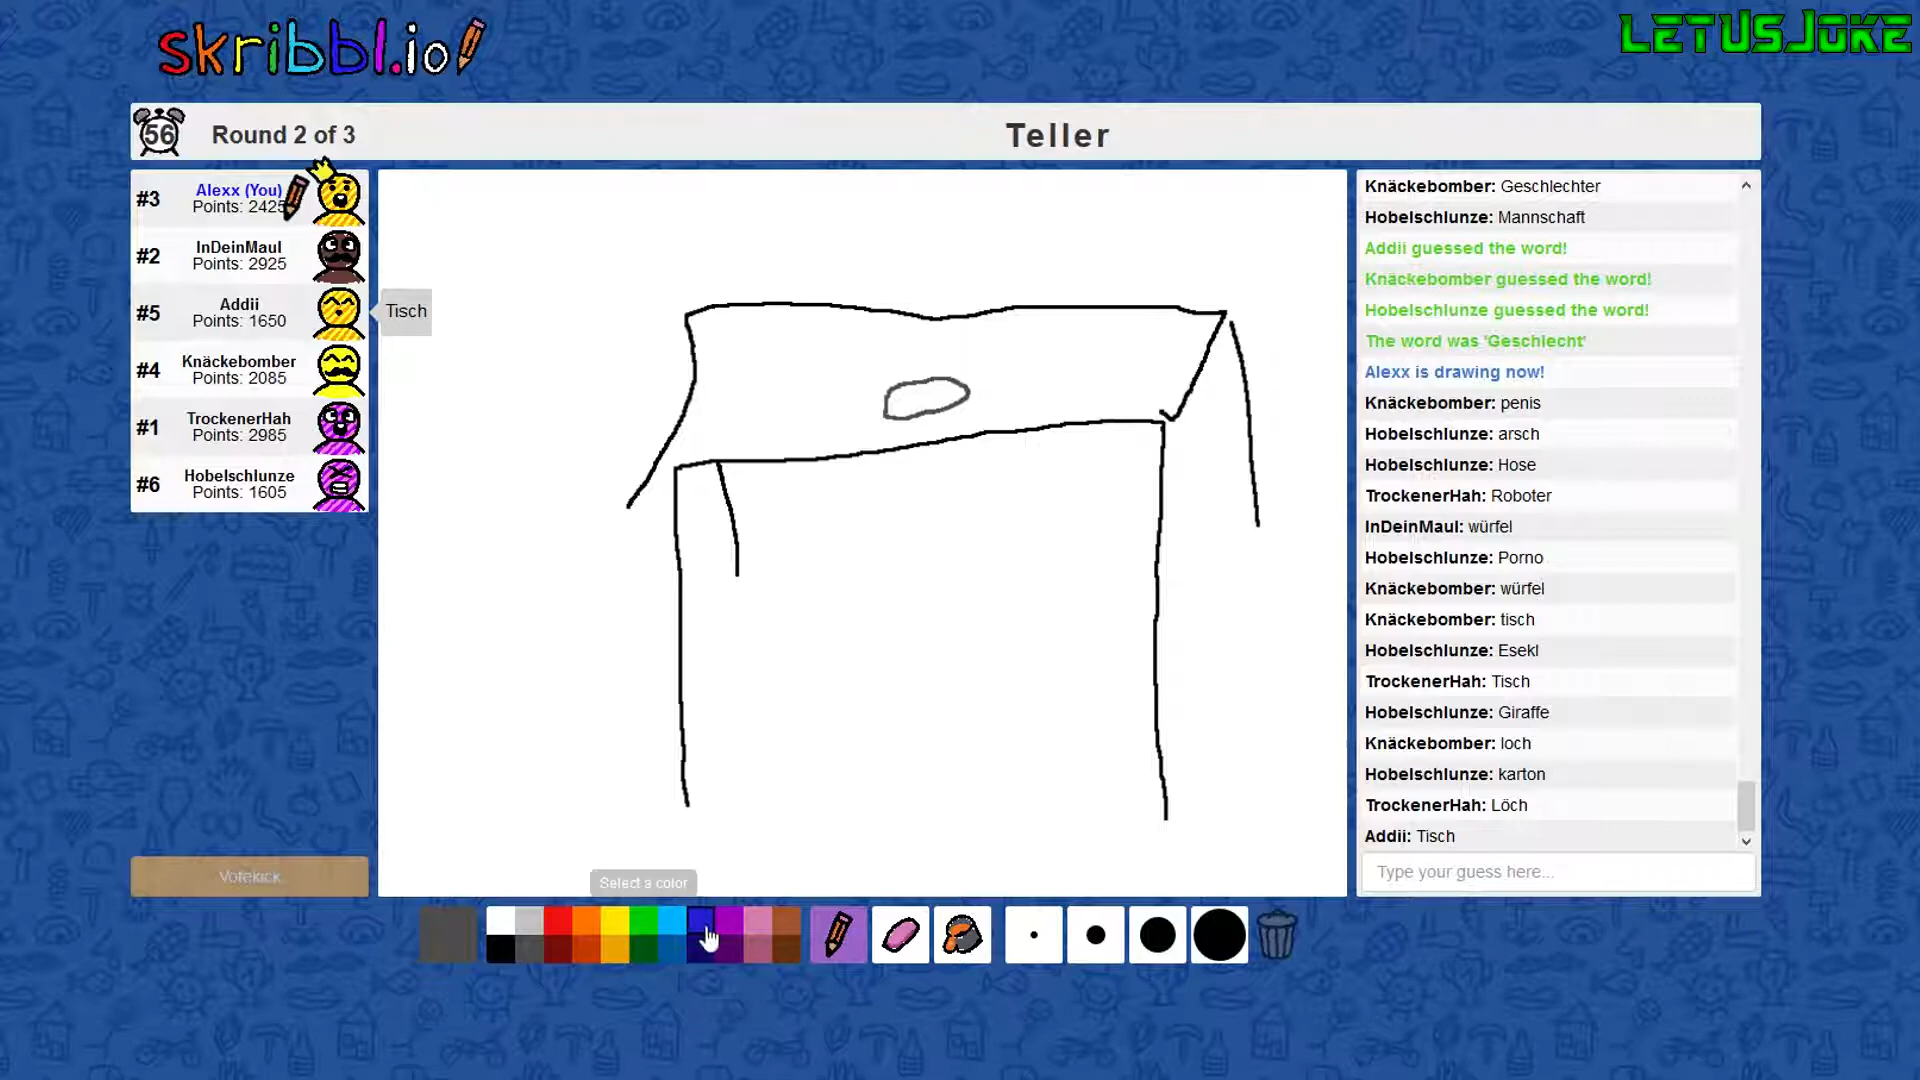 skribbl.io
LETUSJOKE
56
Round 2 of 3
Teller
#3
Alexx (You)
Points: 2425
#2
InDeinMaul
Points: 2925
#5
Addii
Points: 1650
Tisch
#4
Knäckebomber
Points: 2085
#1
TrockenerHah
Points: 2985
#6
Hobelschlunze
Points: 1605
Votekick
Knäckebomber: Geschlechter
Hobelschlunze: Mannschaft
Addii guessed the word!
Knäckebomber guessed the word!
Hobelschlunze guessed the word!
The word was 'Geschlecht'
Alexx is drawing now!
Knäckebomber: penis
Hobelschlunze: arsch
Hobelschlunze: Hose
TrockenerHah: Roboter
InDeinMaul: würfel
Hobelschlunze: Porno
Knäckebomber: würfel
Knäckebomber: tisch
Hobelschlunze: Esekl
TrockenerHah: Tisch
Hobelschlunze: Giraffe
Knäckebomber: loch
Hobelschlunze: karton
TrockenerHah: Löch
Addii: Tisch
Type your guess here...
Select a color